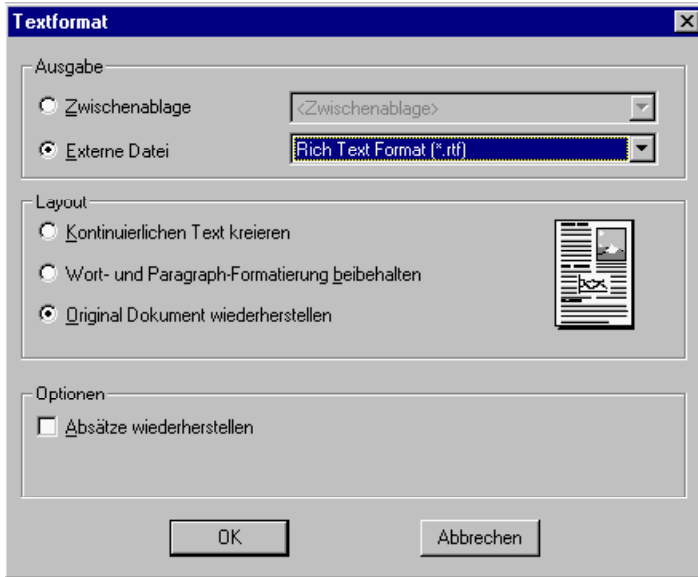 Textformat
Ausgabe
Zwischenablage
<Zwischenablage>
Externe Datei
Rich Text Format (*.rtf)
Layout
Kontinuierlichen Text kreieren
Wort- und Paragraph-Formatierung beibehalten
Original Dokument wiederherstellen
Optionen
Absätze wiederherstellen
OK
Abbrechen